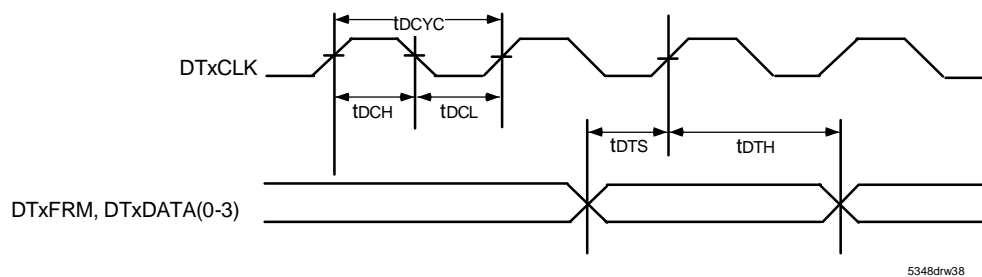 tDCYC
DTxCLK
tDCH
tDCL
tDTS
tDTH
DTxFRM, DTxDATA(0-3)
5348drw38